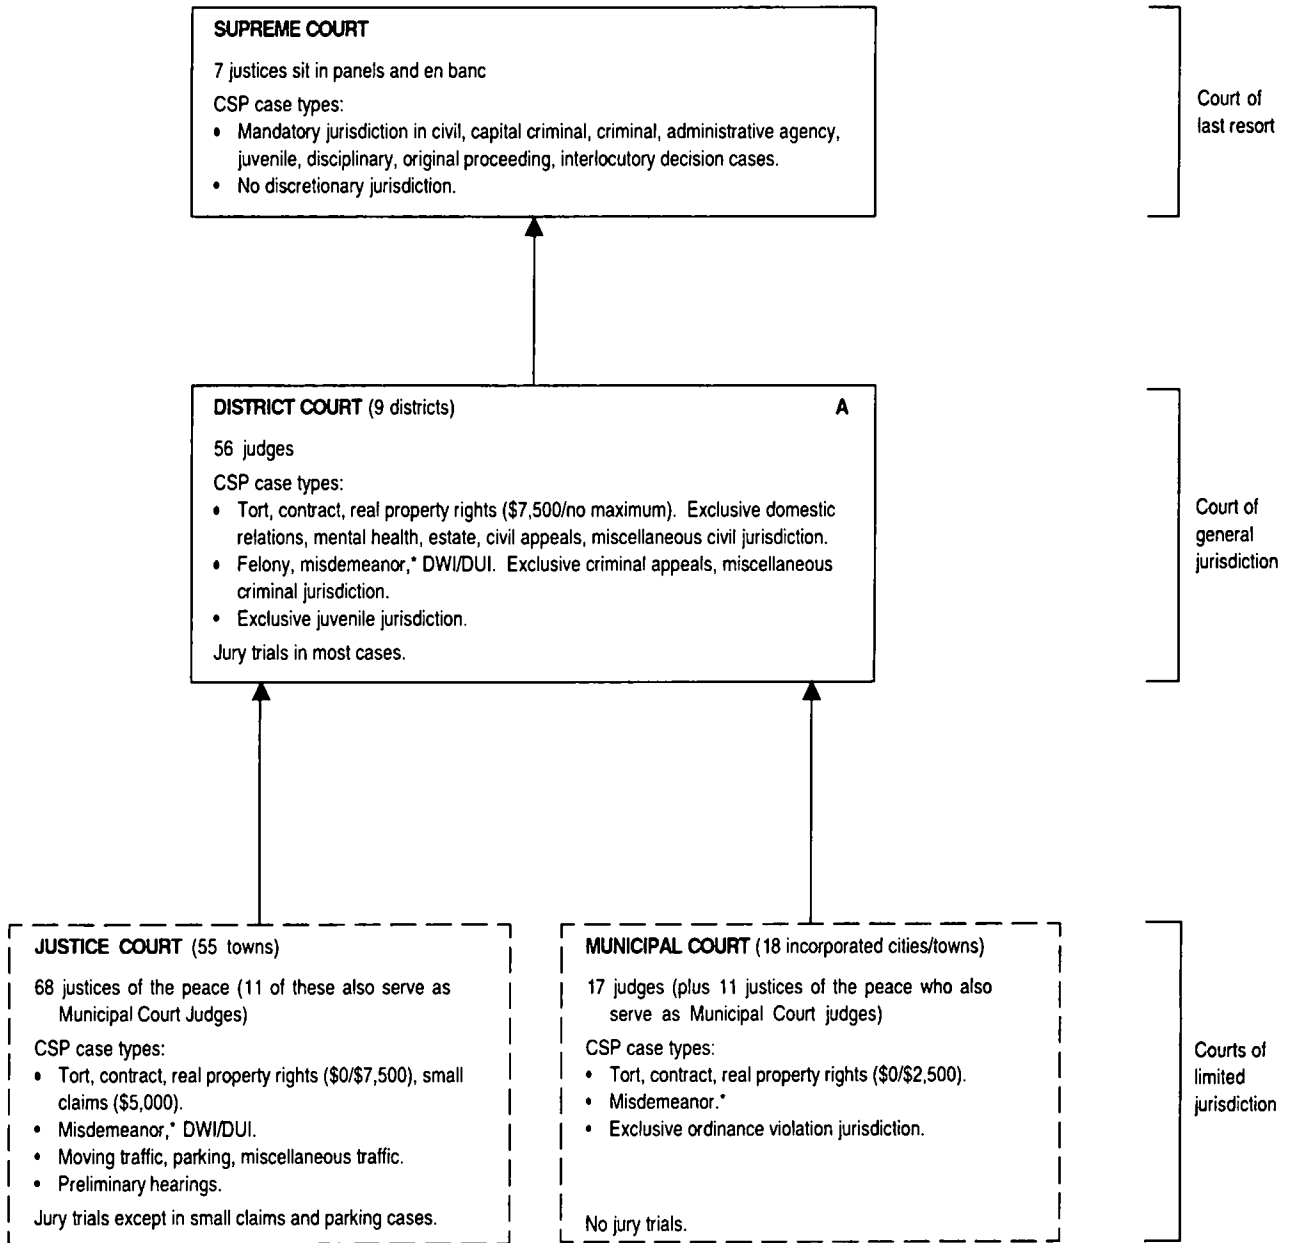 SUPREME COURT
7 justices sit in panels and en banc
CSP case types:
• Mandatory jurisdiction in civil, capital criminal, criminal, administrative agency,
juvenile, disciplinary, original proceeding, interlocutory decision cases.
• No discretionary jurisdiction.
Court of
last resort
DISTRICT COURT (9 districts) A
56 judges
CSP case types:
• Tort, contract, real property rights ($7,500/no maximum). Exclusive domestic
relations, mental health, estate, civil appeals, miscellaneous civil jurisdiction.
• Felony, misdemeanor,* DWI/DUI. Exclusive criminal appeals, miscellaneous
criminal jurisdiction.
• Exclusive juvenile jurisdiction.
Jury trials in most cases.
Court of
general
jurisdiction
JUSTICE COURT (55 towns)
68 justices of the peace (11 of these also serve as
Municipal Court Judges)
CSP case types:
• Tort, contract, real property rights ($0/$7,500), small
claims ($5,000).
• Misdemeanor,* DWI/DUI.
• Moving traffic, parking, miscellaneous traffic.
• Preliminary hearings.
Jury trials except in small claims and parking cases.
MUNICIPAL COURT (18 incorporated cities/towns)
17 judges (plus 11 justices of the peace who also
serve as Municipal Court judges)
CSP case types:
• Tort, contract, real property rights ($0/$2,500).
• Misdemeanor.*
• Exclusive ordinance violation jurisdiction.
No jury trials.
Courts of
limited
jurisdiction